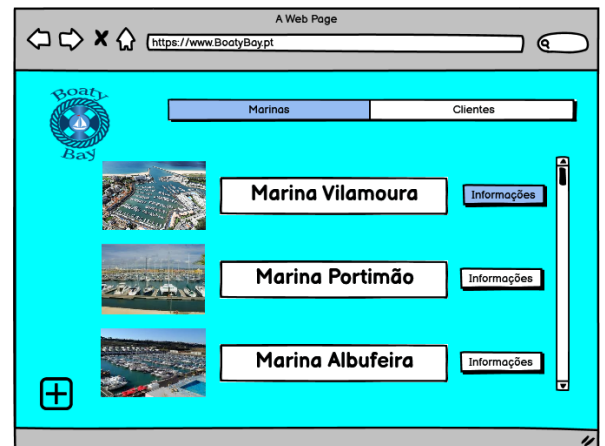 A Web Page
https://www.BoatyBay.pt
Boaty
Bay
Marinas
Clientes
Marina Vilamoura
Informações
Marina Portimão
Informações
Marina Albufeira
Informações